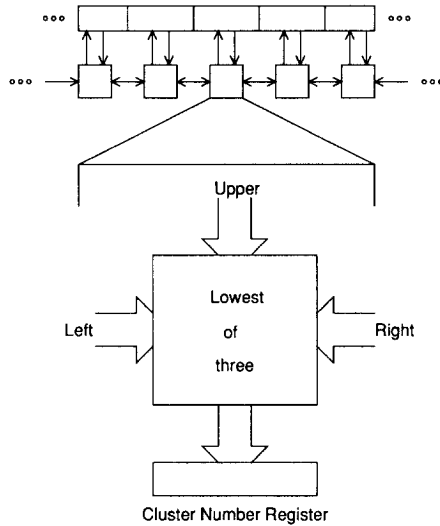 Upper
Lowest
Left
of
Right
three
Cluster Number Register